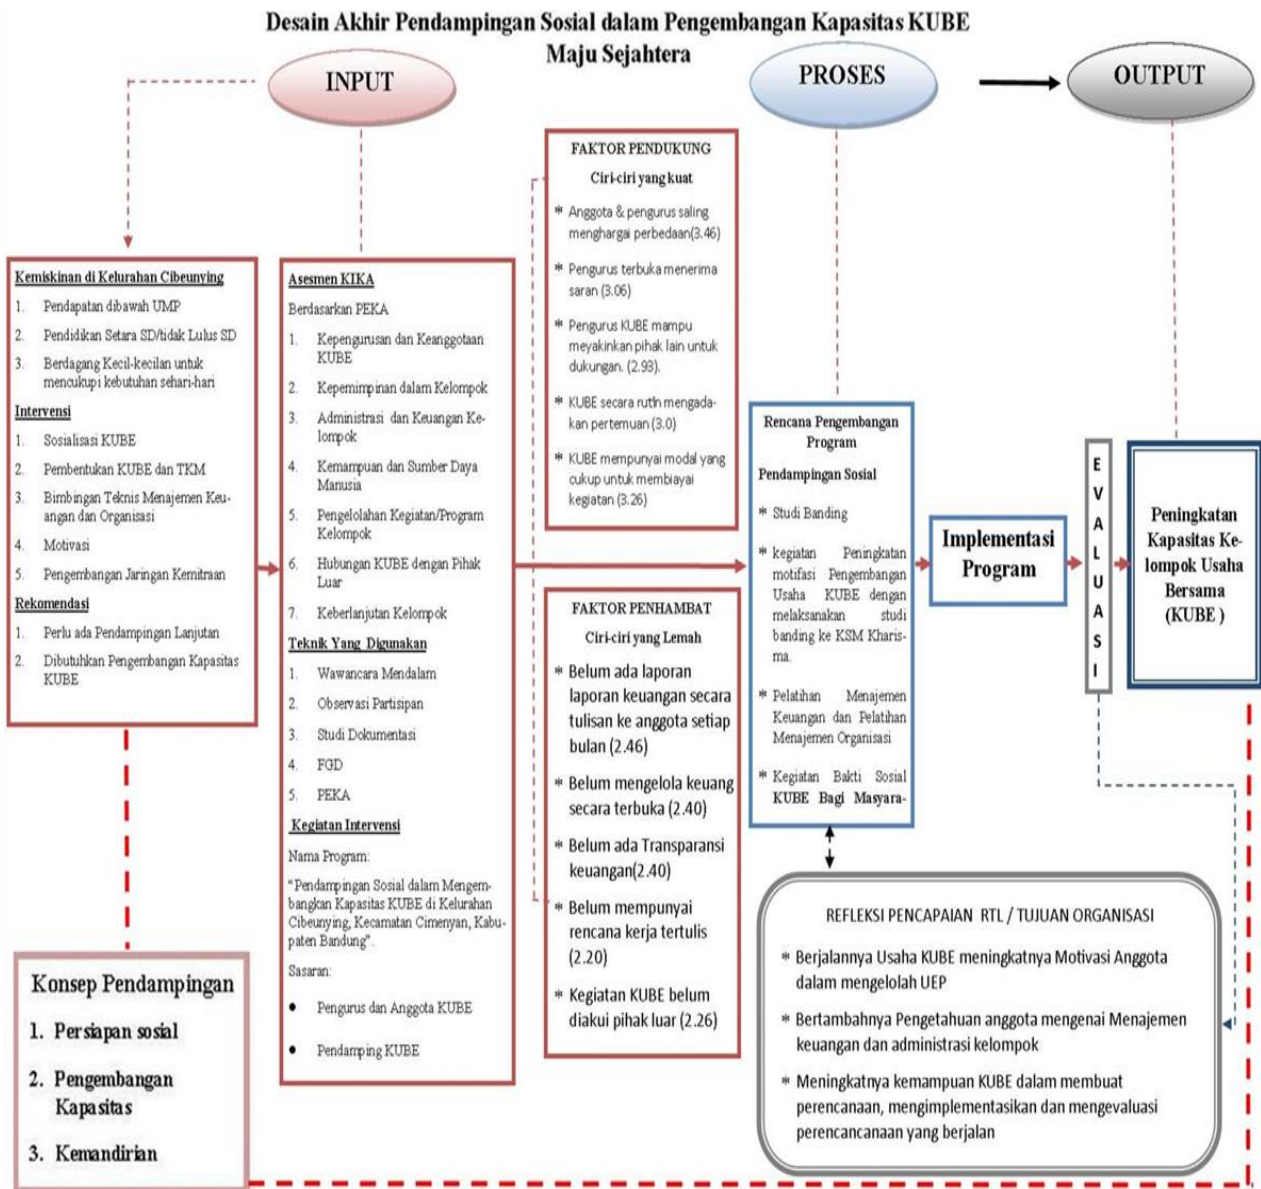 Desain Akhir Pendampingan Sosial dalam Pengembangan Kapasitas KUBE
Maju Sejahtera
INPUT
PROSES
OUTPUT
Kemiskinan di Kelurahan Cibeunying
1. Pendapatan dibawah UMP
2. Pendidikan Setara SD/tidak Lulus SD
3. Berdagang Kecil-kecilan untuk
mencukupi kebutuhan sehari-hari
Intervensi
1. Sosialisasi KUBE
2. Pembentukan KUBE dan TKM
3. Bimbingan Teknis Menajemen Keu-
angan dan Organisasi
4. Motivasi
5. Pengembangan Jaringan Kemitraan
Rekomendasi
1. Perlu ada Pendampingan Lanjutan
2. Dibutuhkan Pengembangan Kapasitas
KUBE
Konsep Pendampingan
1. Persiapan sosial
2. Pengembangan
Kapasitas
3. Kemandirian
Asesmen KIKA
Berdasarkan PEKA
1. Kepengurusan dan Keanggotaan
KUBE
2. Kepemimpinan dalam Kelompok
3. Administrasi dan Keuangan Ke-
lompok
4. Kemampuan dan Sumber Daya
Manusia
5. Pengelolahan Kegiatan/Program
Kelompok
6. Hubungan KUBE dengan Pihak
Luar
7. Keberlanjutan Kelompok
Teknik Yang Digunakan
1. Wawancara Mendalam
2. Observasi Partisipan
3. Studi Dokumentasi
4. FGD
5. PEKA
Kegiatan Intervensi
Nama Program:
"Pendampingan Sosial dalam Mengem-
bangkan Kapasitas KUBE di Kelurahan
Cibeunying, Kecamatan Cimenyan, Kabu-
paten Bandung".
Sasaran:
● Pengurus dan Anggota KUBE
● Pendamping KUBE
FAKTOR PENDUKUNG
Ciri-ciri yang kuat
* Anggota & pengurus saling
menghargai perbedaan(3.46)
* Pengurus terbuka menerima
saran (3.06)
* Pengurus KUBE mampu
meyakinkan pihak lain untuk
dukungan. (2.93).
* KUBE secara rutin mengada-
kan pertemuan (3.0)
* KUBE mempunyai modal yang
cukup untuk membiayai
kegiatan (3.26)
FAKTOR PENHAMBAT
Ciri-ciri yang Lemah
* Belum ada laporan
laporan keuangan secara
tulisan ke anggota setiap
bulan (2.46)
* Belum mengelola keuang
secara terbuka (2.40)
* Belum ada Transparansi
keuangan(2.40)
* Belum mempunyai
rencana kerja tertulis
(2.20)
* Kegiatan KUBE belum
diakui pihak luar (2.26)
Rencana Pengembangan
Program
Pendampingan Sosial
* Studi Banding
* kegiatan Peningkatan
motifasi Pengembangan
Usaha KUBE dengan
melaksanakan studi
banding ke KSM Kharis-
ma.
* Pelatihan Menajemen
Keuangan dan Pelatihan
Menajemen Organisasi
* Kegiatan Bakti Sosial
KUBE Bagi Masyara-
Implementasi
Program
EVALUASI
Peningkatan
Kapasitas Ke-
lompok Usaha
Bersama
(KUBE )
REFLEKSI PENCAPAIAN RTL / TUJUAN ORGANISASI
* Berjalannya Usaha KUBE meningkatnya Motivasi Anggota
dalam mengelolah UEP
* Bertambahnya Pengetahuan anggota mengenai Menajemen
keuangan dan administrasi kelompok
* Meningkatnya kemampuan KUBE dalam membuat
perencanaan, mengimplementasikan dan mengevaluasi
perencancanaan yang berjalan